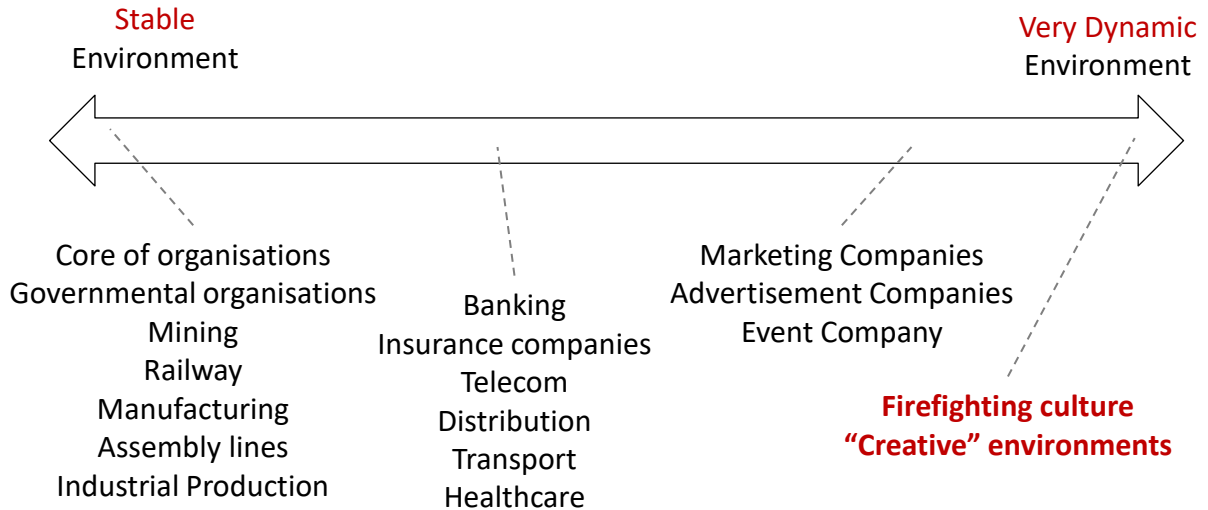 Stable
Environment
Very Dynamic
Environment
Core of organisations
Governmental organisations
Mining
Railway
Manufacturing
Assembly lines
Industrial Production
Banking
Insurance companies
Telecom
Distribution
Transport
Healthcare
Marketing Companies
Advertisement Companies
Event Company
Firefighting culture
“Creative” environments